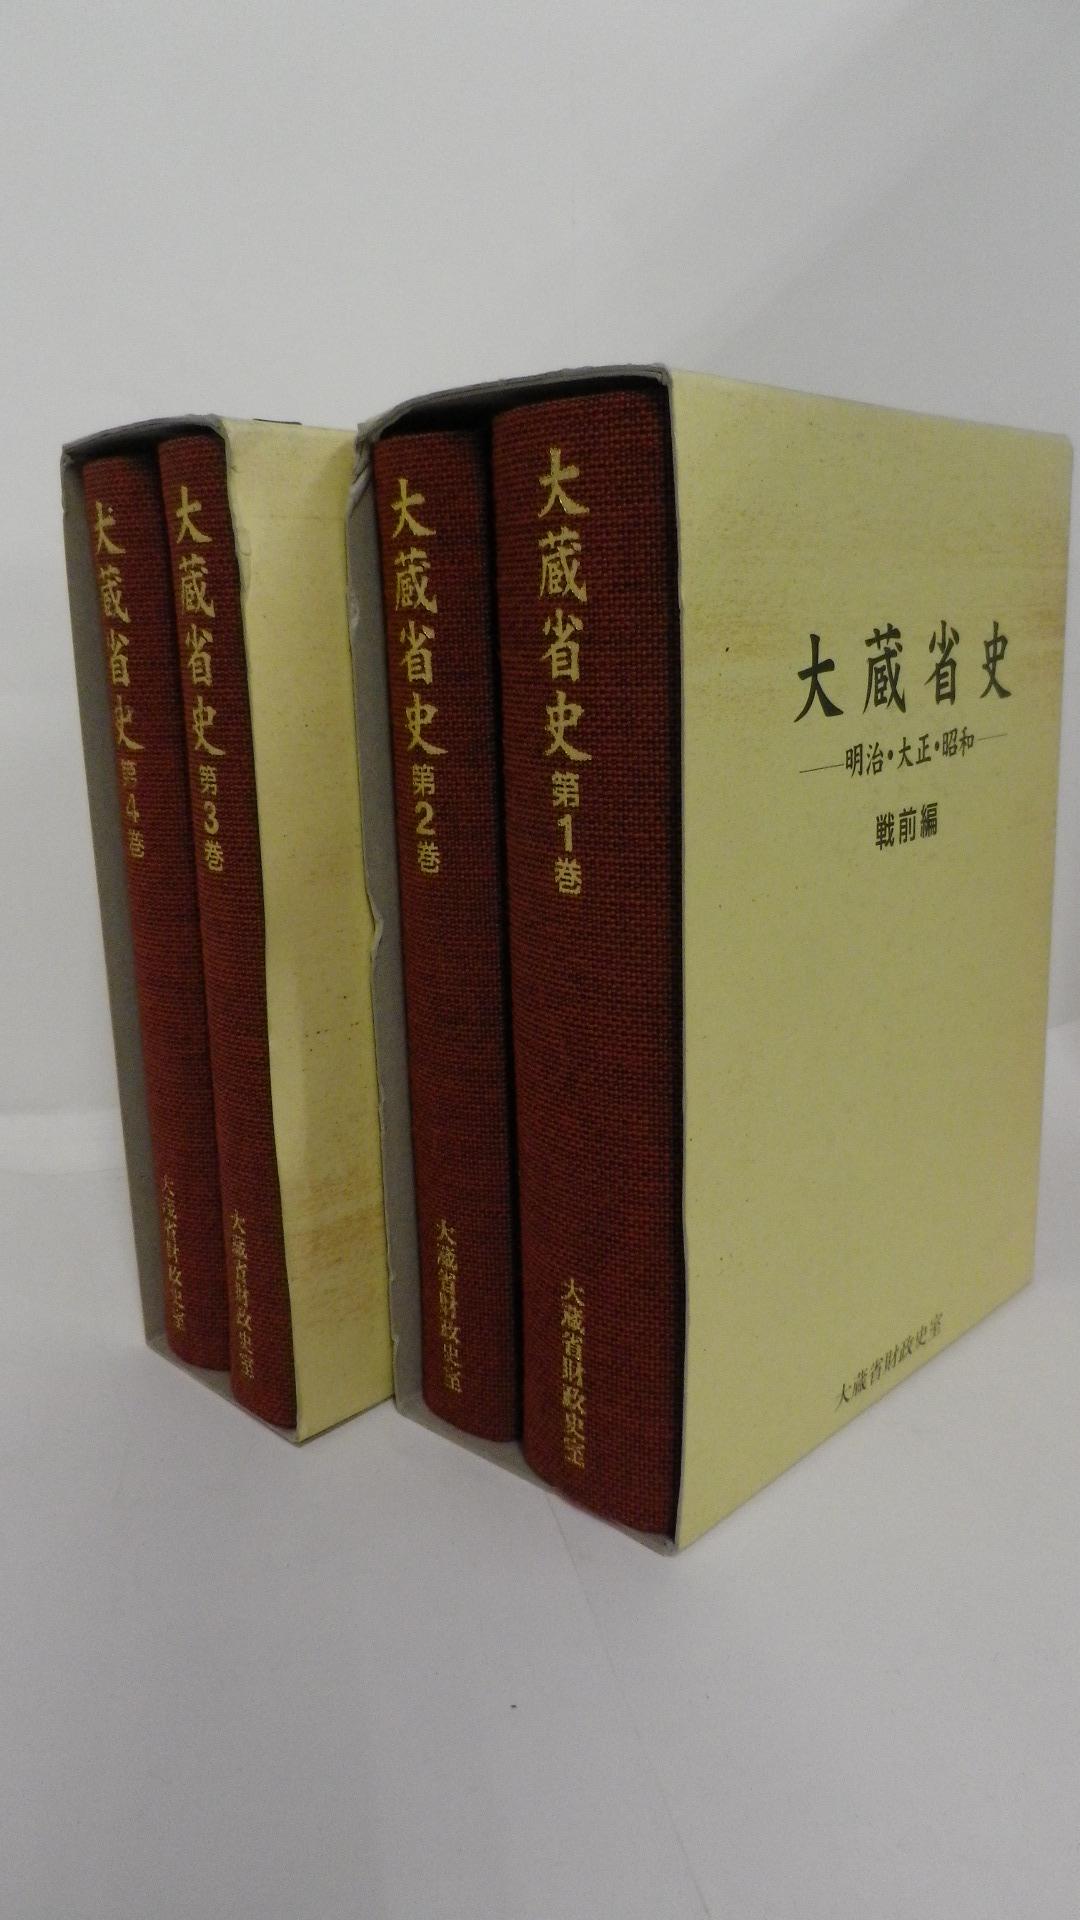 大蔵省史
第4巻
大蔵省財政史室
大蔵省史
第3巻
大蔵省財政史室
大蔵省史
第2巻
大蔵省財政史室
大蔵省史
第1巻
大蔵省財政史室
大蔵省史
―明治・大正・昭和―
戦前編
大蔵省財政史室